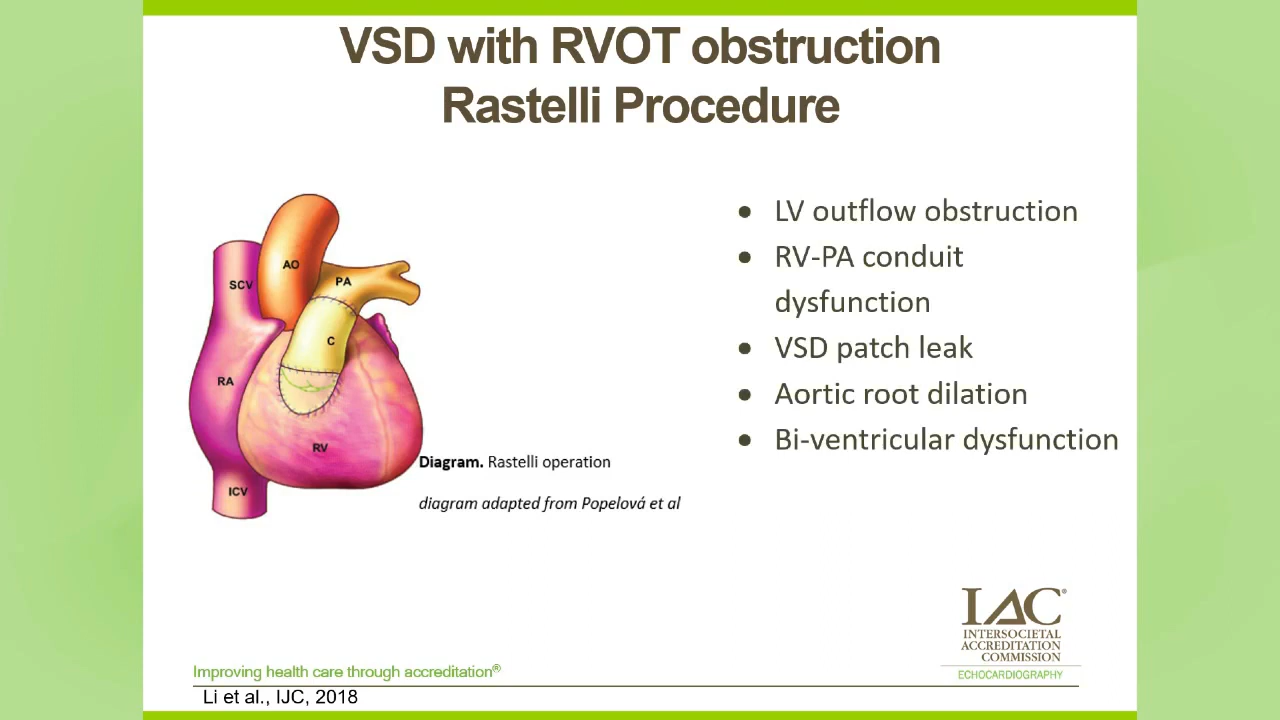 VSD with RVOT obstruction
Rastelli Procedure
AO
SCV
PA
C
RA
RV
ICV
Diagram. Rastelli operation
diagram adapted from Popelová et al
● LV outflow obstruction
● RV-PA conduit
dysfunction
● VSD patch leak
● Aortic root dilation
● Bi-ventricular dysfunction
IAC®
INTERSOCIETAL
ACCREDITATION
COMMISSION
ECHOCARDIOGRAPHY
Improving health care through accreditation®
Li et al., IJC, 2018